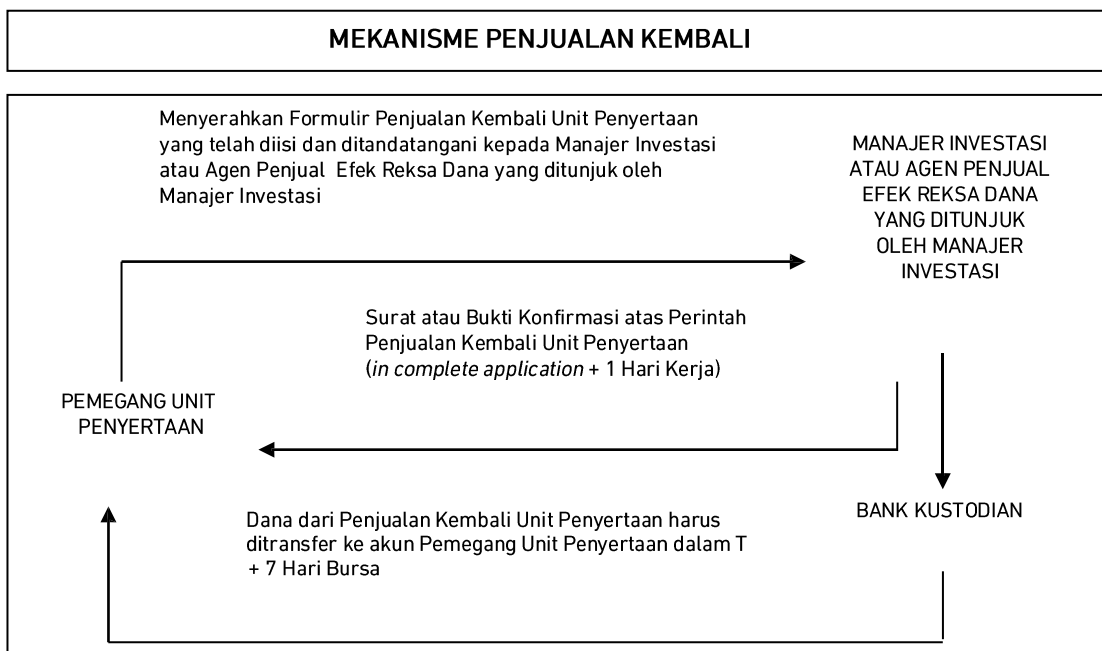 MEKANISME PENJUALAN KEMBALI
Menyerahkan Formulir Penjualan Kembali Unit Penyertaan
yang telah diisi dan ditandatangani kepada Manajer Investasi
atau Agen Penjual Efek Reksa Dana yang ditunjuk oleh
Manajer Investasi
MANAJER INVESTASI
ATAU AGEN PENJUAL
EFEK REKSA DANA
YANG DITUNJUK
OLEH MANAJER
INVESTASI
Surat atau Bukti Konfirmasi atas Perintah
Penjualan Kembali Unit Penyertaan
(in complete application + 1 Hari Kerja)
PEMEGANG UNIT
PENYERTAAN
BANK KUSTODIAN
Dana dari Penjualan Kembali Unit Penyertaan harus
ditransfer ke akun Pemegang Unit Penyertaan dalam T
+ 7 Hari Bursa